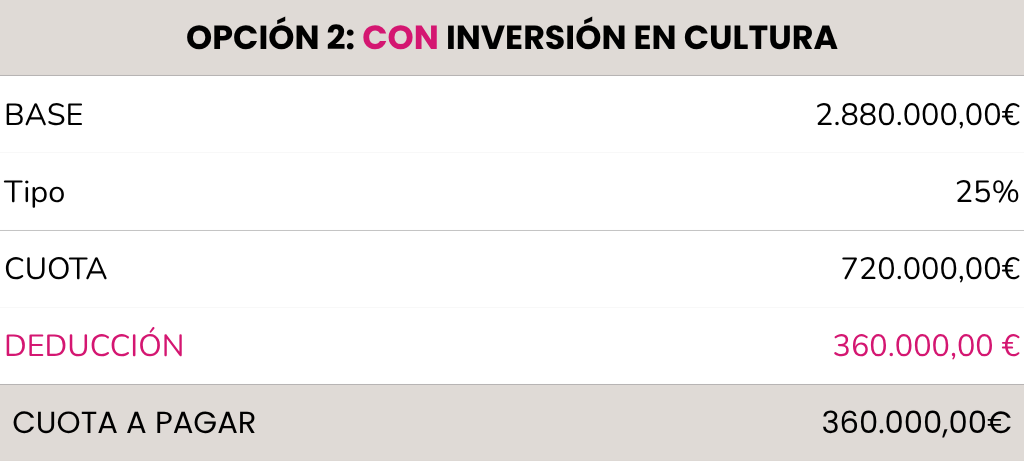 OPCIÓN 2: CON INVERSIÓN EN CULTURA
BASE 2.880.000,00€
Tipo 25%
CUOTA 720.000,00€
DEDUCCIÓN 360.000,00 €
CUOTA A PAGAR 360.000,00€